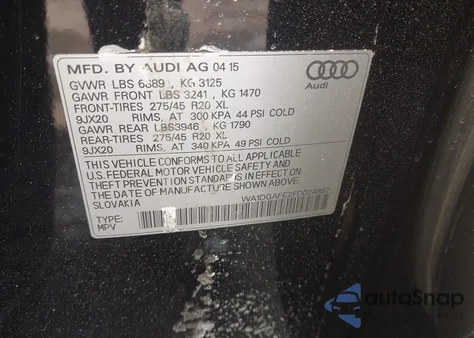 MFD. BY AUDI AG 04 15
GVWR LBS 6889, KG 3125
GAWR FRONT LBS 3241, KG 1470
FRONT-TIRES 275/45 R20 XL
9JX20 RIMS, AT 300 KPA 44 PSI COLD
GAWR REAR LBS3946, KG 1790
REAR-TIRES 275/45 R20 XL
9JX20 RIMS, AT 340 KPA 49 PSI COLD
THIS VEHICLE CONFORMS TO ALL APPLICABLE
U.S. FEDERAL MOTOR VEHICLE SAFETY AND
THEFT PREVENTION STANDARDS IN EFFECT ON
THE DATE OF MANUFACTURE SHOWN ABOVE
SLOVAKIA
TYPE:
MPV
Audi
autoSnap